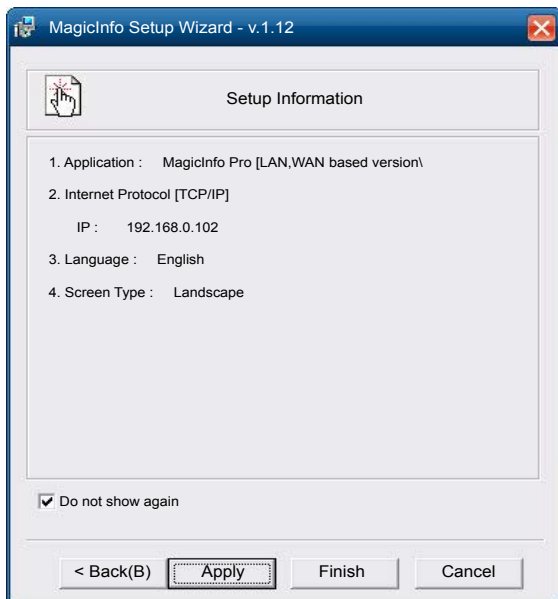 MagicInfo Setup Wizard - v.1.12
Setup Information
1. Application : MagicInfo Pro [LAN,WAN based version\
2. Internet Protocol [TCP/IP]
IP : 192.168.0.102
3. Language : English
4. Screen Type : Landscape
Do not show again
< Back(B) Apply Finish Cancel